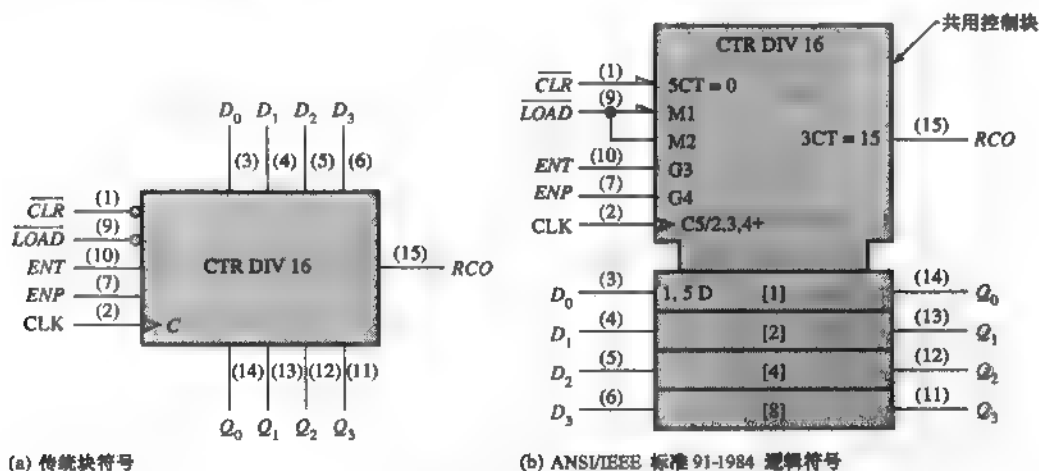 D₀ D₁ D₂ D₃
(3) (4) (5) (6)
C̅L̅R̅ (1)
L̅O̅A̅D̅ (9)
ENT (10)
ENP (7)
CLK (2)
C
CTR DIV 16
(15) RCO
(14) (13) (12) (11)
Q₀ Q₁ Q₂ Q₃
(a) 传统块符号
共用控制块
CTR DIV 16
C̅L̅R̅ (1) 5CT = 0
L̅O̅A̅D̅ (9) M1
M2
3CT = 15 (15) RCO
ENT (10) G3
ENP (7) G4
CLK (2) C5/2,3,4+
D₀ (3) 1, 5 D [1] (14) Q₀
D₁ (4) [2] (13) Q₁
D₂ (5) [4] (12) Q₂
D₃ (6) [8] (11) Q₃
(b) ANSI/IEEE 标准 91-1984 逻辑符号